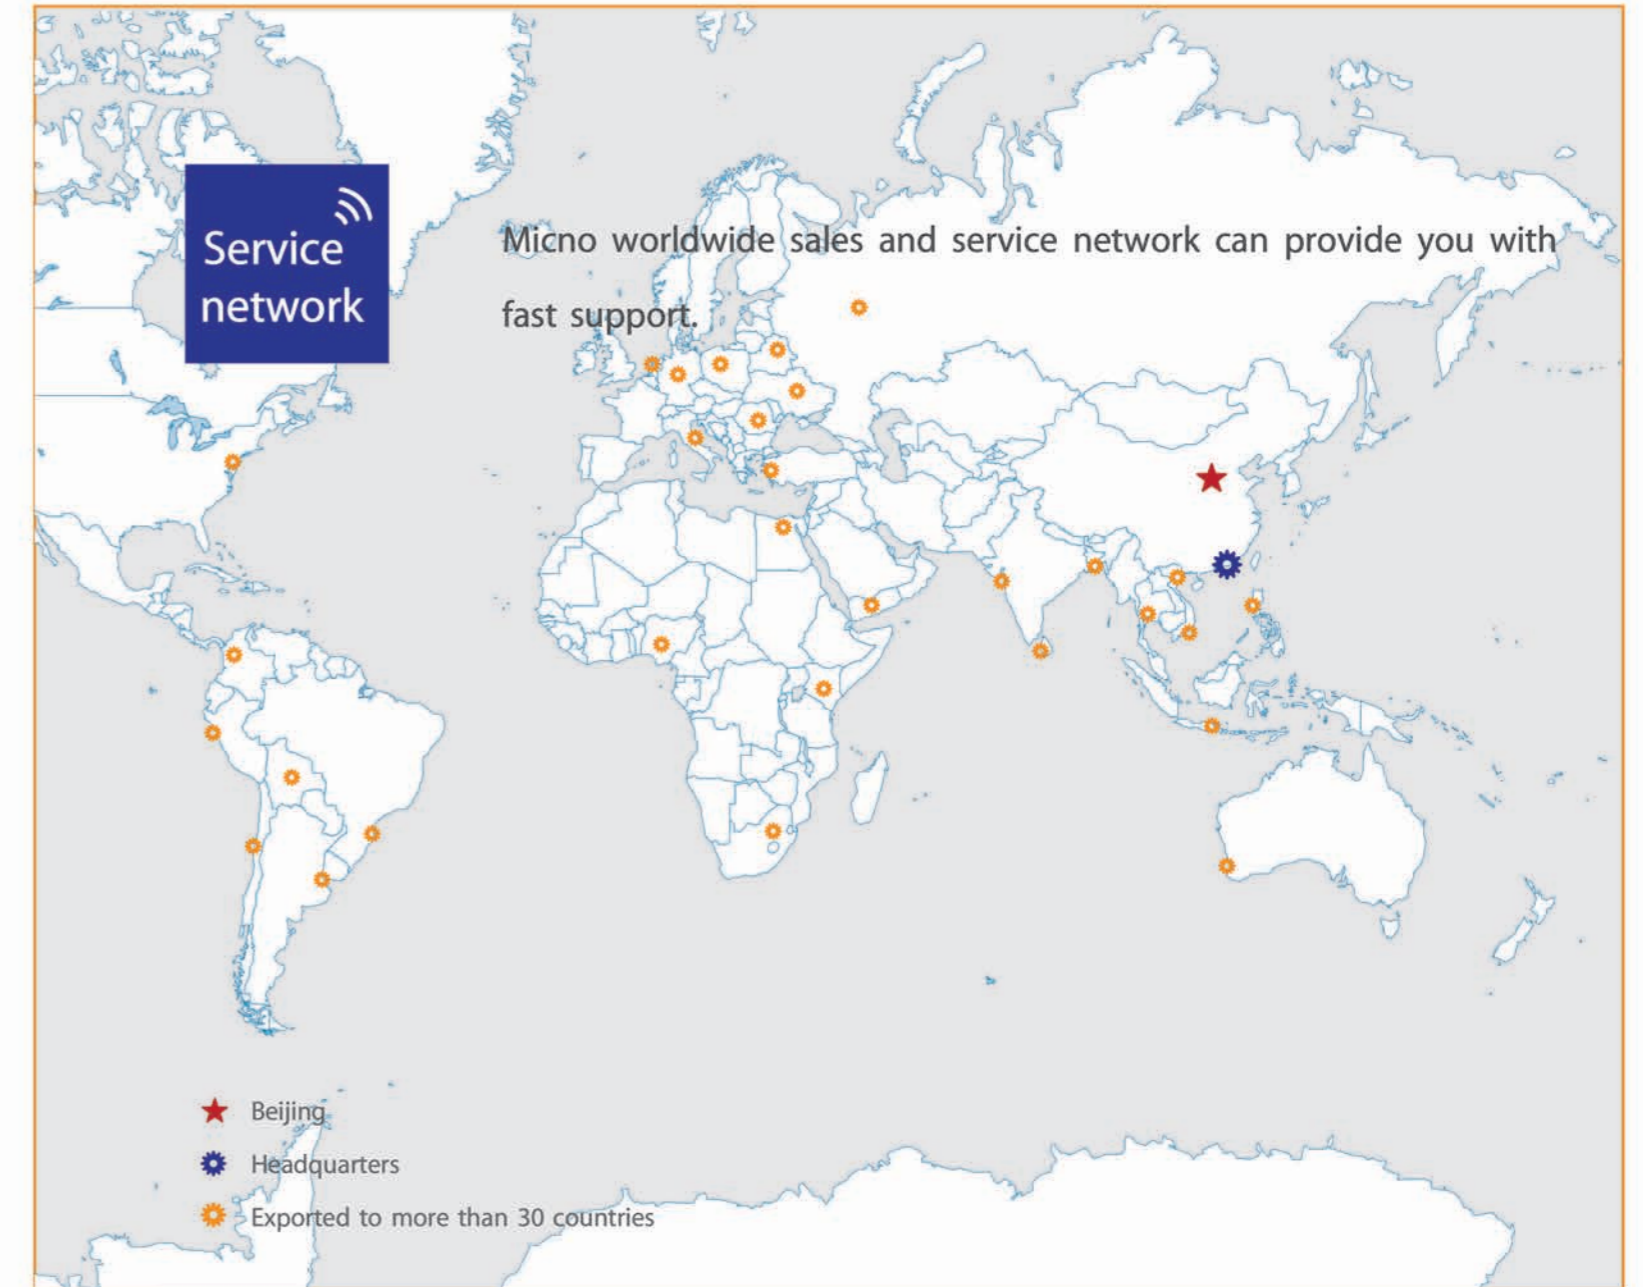 Service
network
Micno worldwide sales and service network can provide you with
fast support.
Beijing
Headquarters
Exported to more than 30 countries